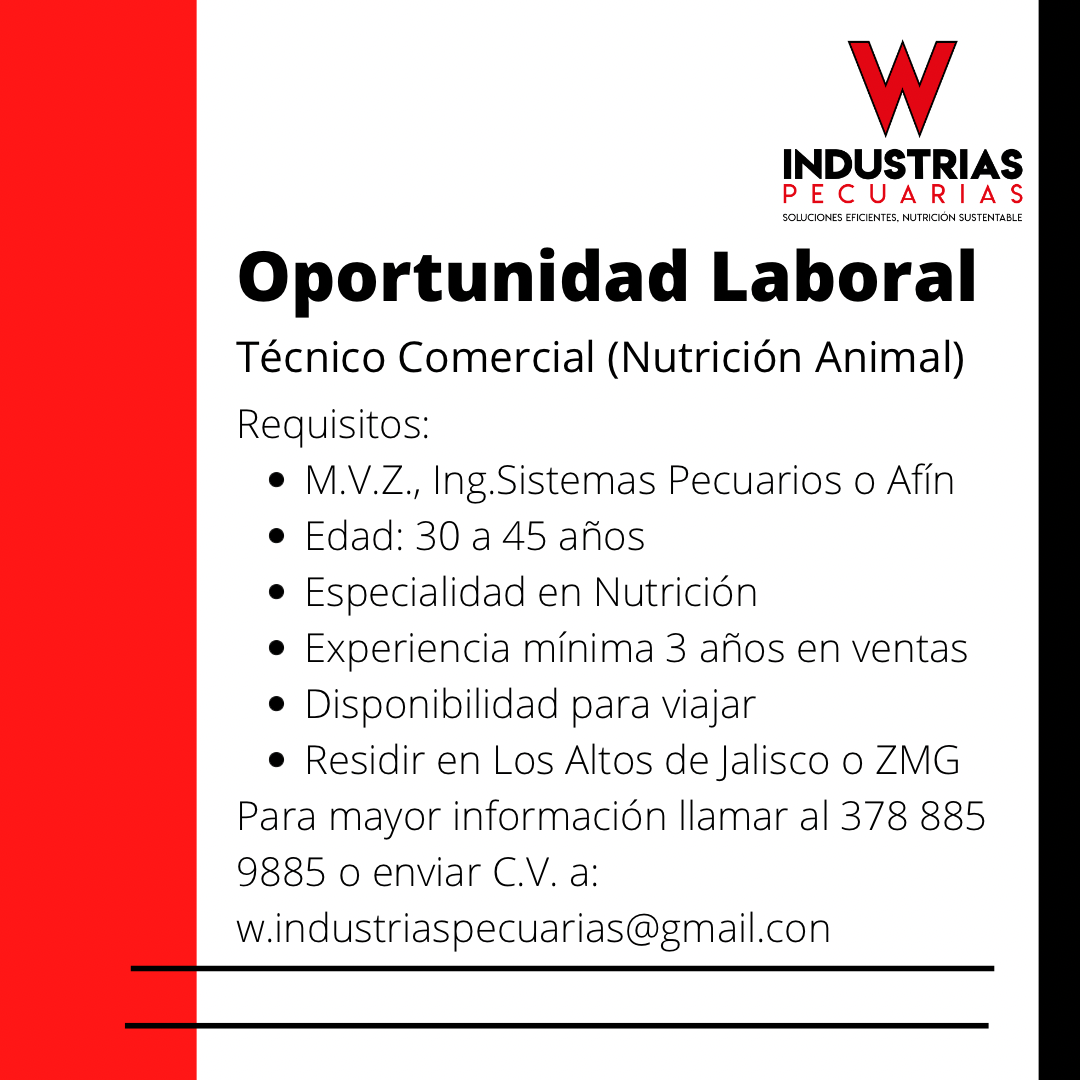 W
INDUSTRIAS
PECUARIAS
SOLUCIONES EFICIENTES, NUTRICIÓN SUSTENTABLE
Oportunidad Laboral
Técnico Comercial (Nutrición Animal)
Requisitos:
• M.V.Z., Ing.Sistemas Pecuarios o Afín
• Edad: 30 a 45 años
• Especialidad en Nutrición
• Experiencia mínima 3 años en ventas
• Disponibilidad para viajar
• Residir en Los Altos de Jalisco o ZMG
Para mayor información llamar al 378 885
9885 o enviar C.V. a:
w.industriaspecuarias@gmail.con